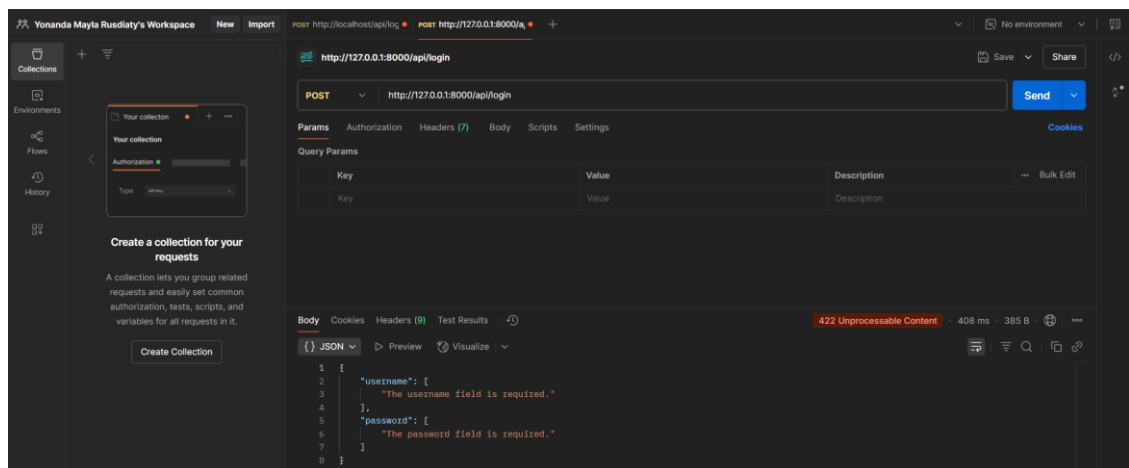 Yonanda Mayla Rusdiaty's Workspace New Import POST http://localhost/api/log POST http://127.0.0.1:8000/a, + No environment
Collections
Environments
Flows
History
Your collecton + ...
Your collection
Authorization
Type API Key
Create a collection for your
requests
A collection lets you group related
requests and easily set common
authorization, tests, scripts, and
variables for all requests in it.
Create Collection
http://127.0.0.1:8000/api/login Save Share
POST http://127.0.0.1:8000/api/login Send
Params Authorization Headers (7) Body Scripts Settings Cookies
Query Params
Key Value Description ... Bulk Edit
Key Value Description
Body Cookies Headers (9) Test Results 422 Unprocessable Content • 408 ms • 385 B ...
{} JSON Preview Visualize
1 {
2 "username": [
3 "The username field is required."
4 ],
5 "password": [
6 "The password field is required."
7 ]
8 }